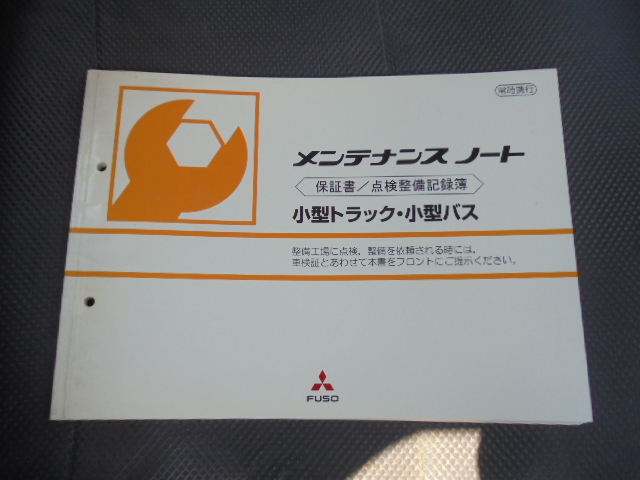 常時携行
メンテナンス ノート
保証書／点検整備記録簿
小型トラック・小型バス
整備工場に点検、整備を依頼される時には、
車検証とあわせて本書をフロントにご提示ください。
FUSO